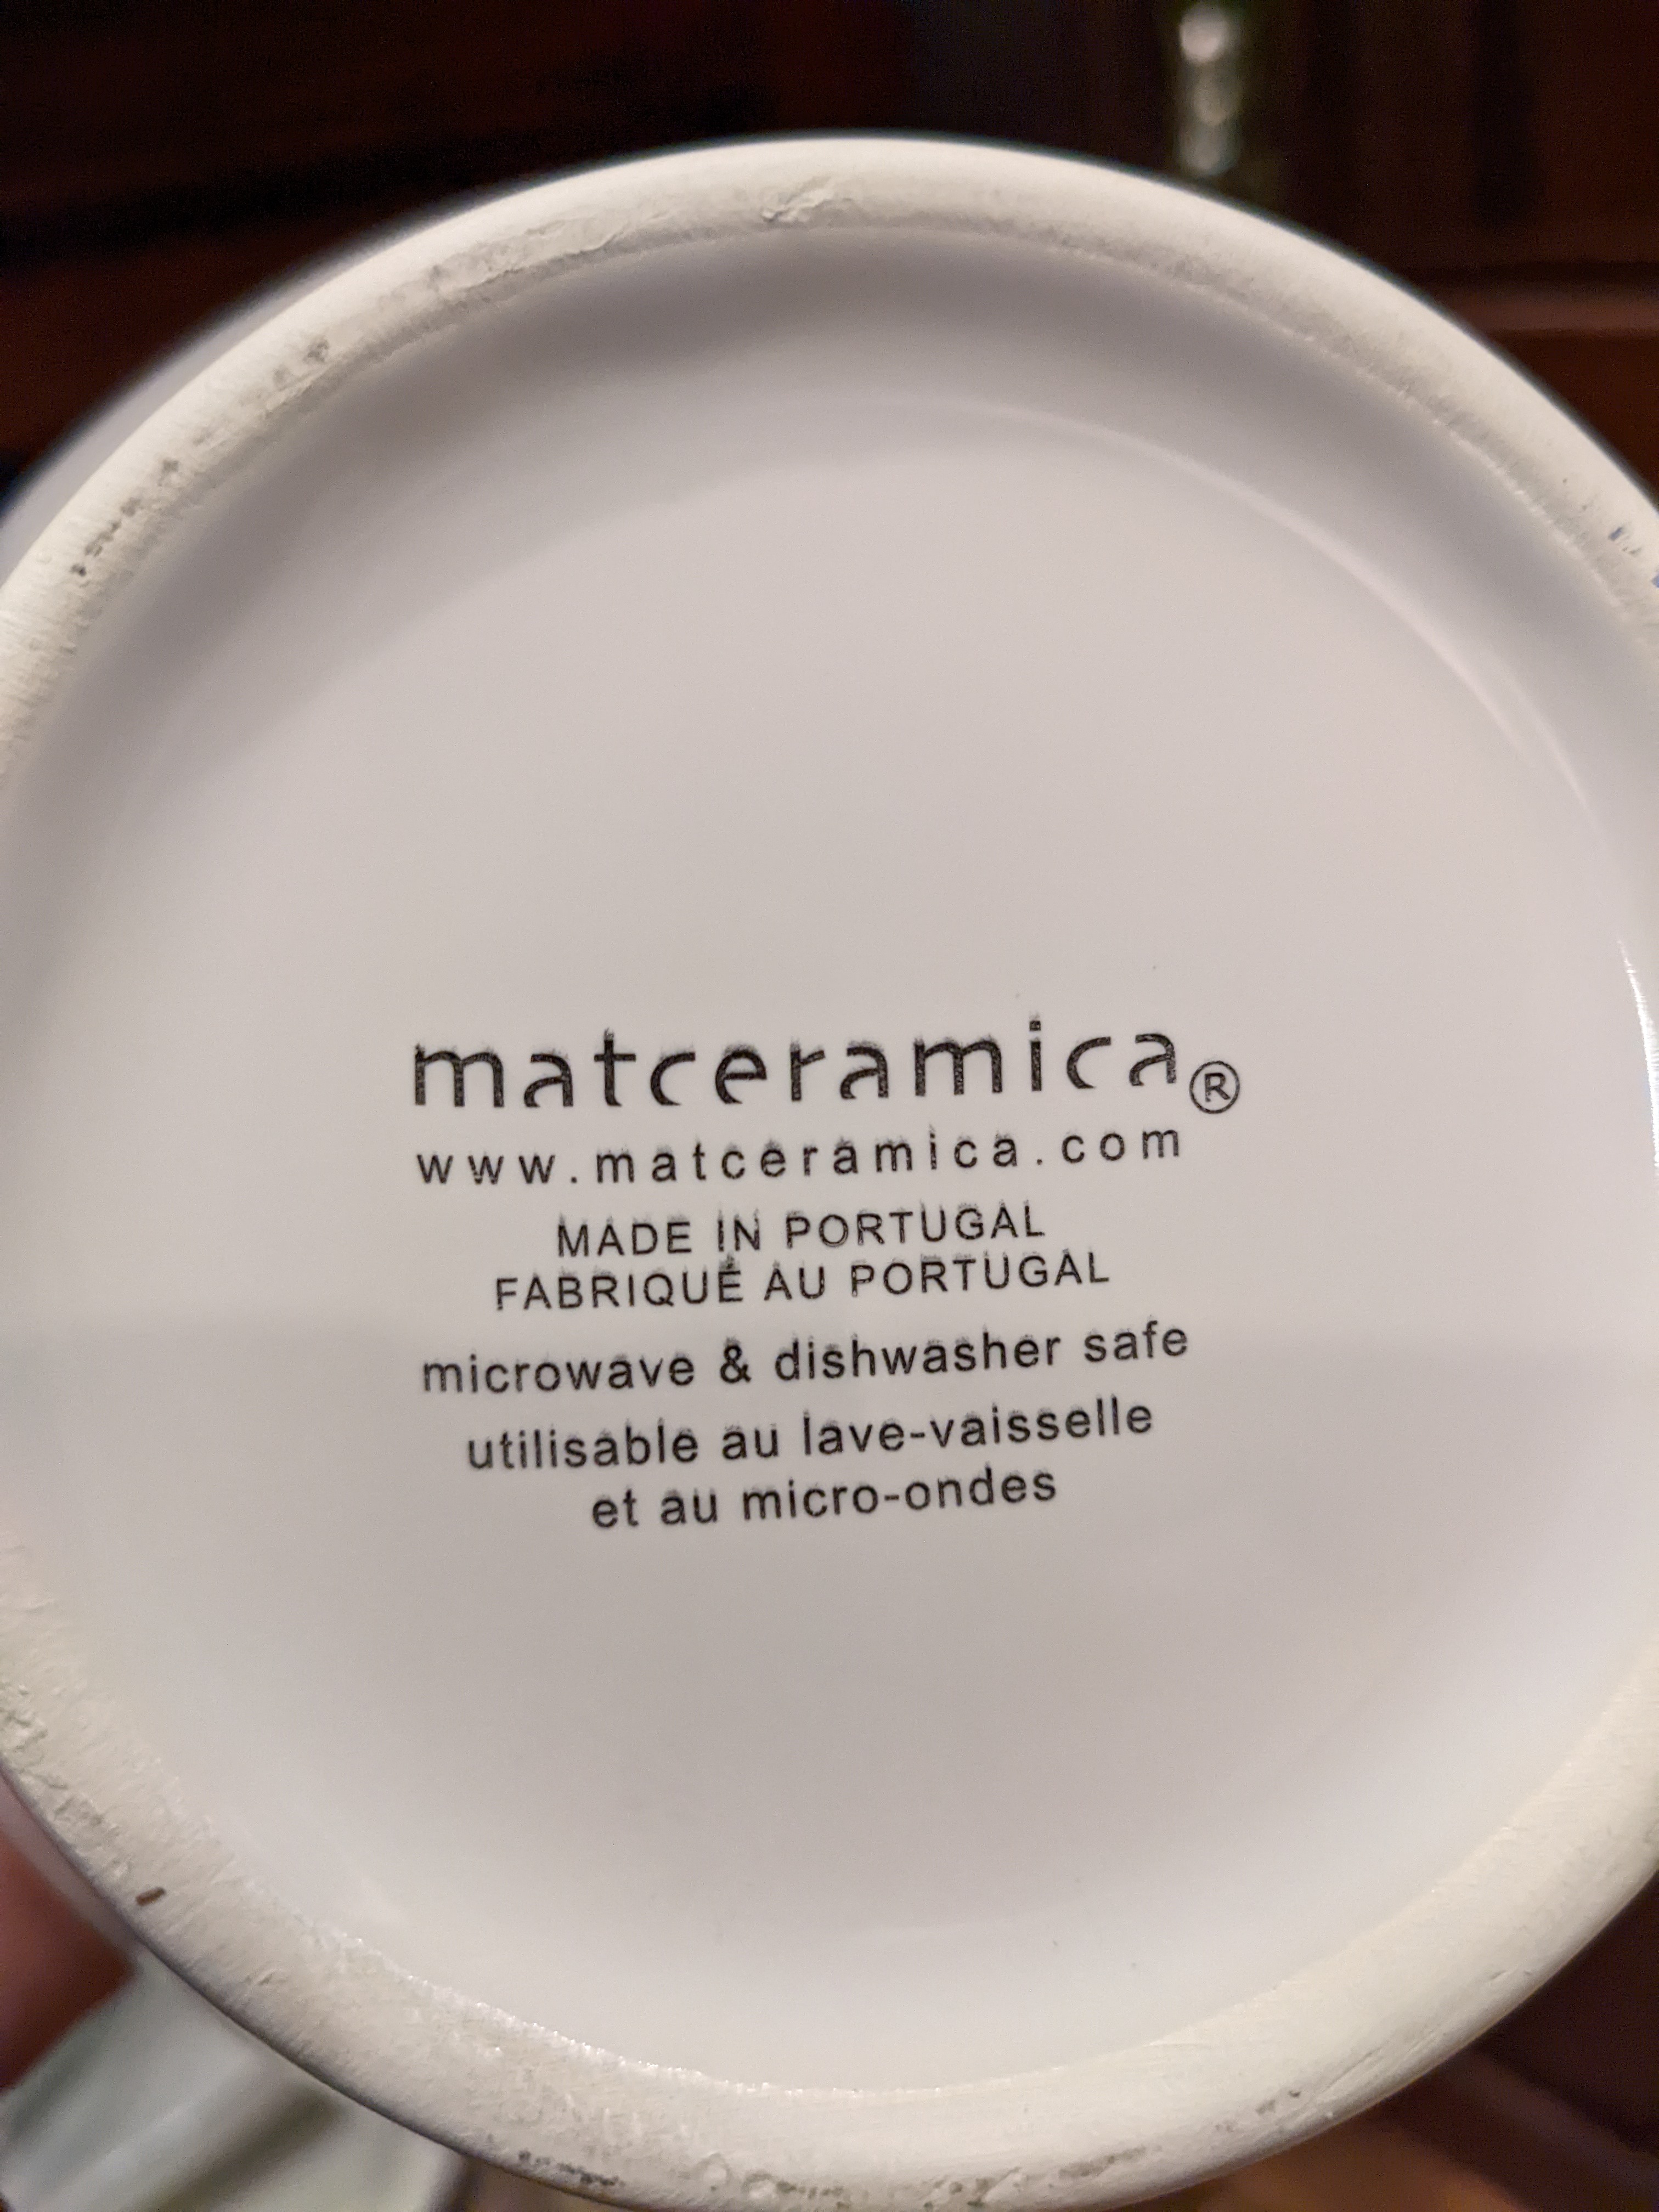 matceramica®
www.matceramica.com
MADE IN PORTUGAL
FABRIQUÉ AU PORTUGAL
microwave & dishwasher safe
utilisable au lave-vaisselle
et au micro-ondes